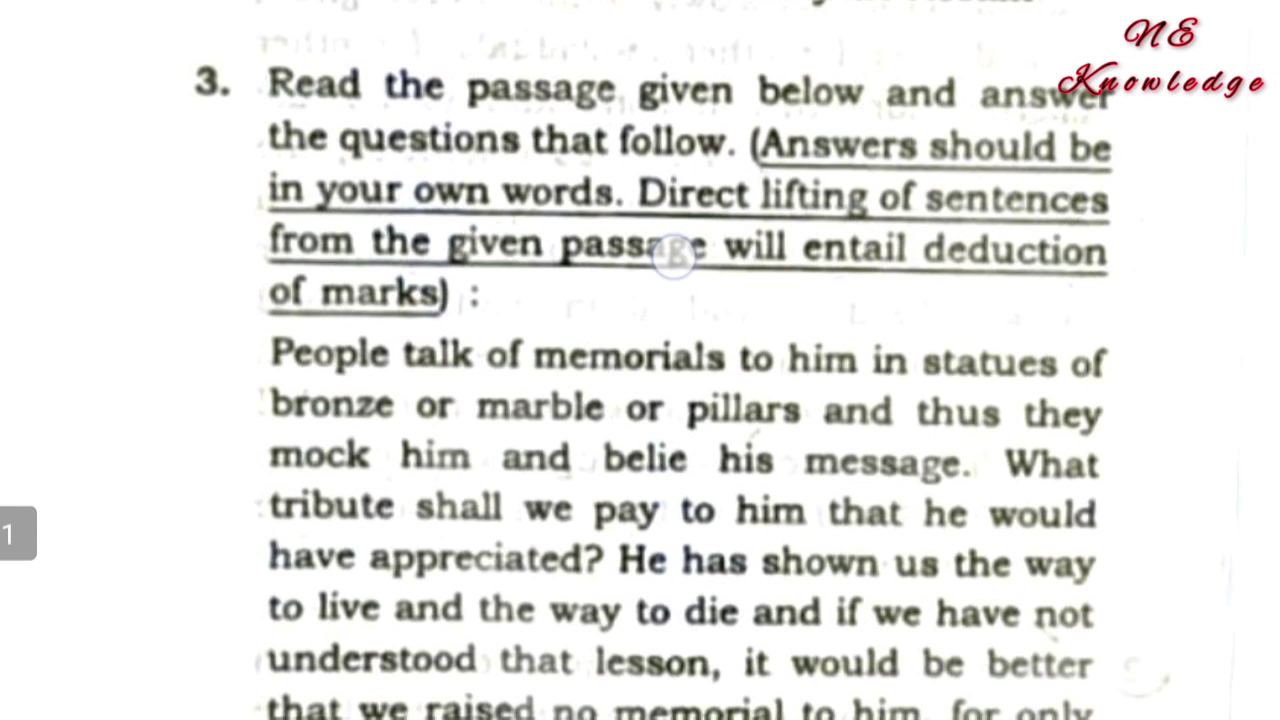 NE
Knowledge
3. Read the passage given below and answer
the questions that follow. (Answers should be
in your own words. Direct lifting of sentences
from the given passage will entail deduction
of marks) :
People talk of memorials to him in statues of
bronze or marble or pillars and thus they
mock him and belie his message. What
tribute shall we pay to him that he would
have appreciated? He has shown us the way
to live and the way to die and if we have not
understood that lesson, it would be better
that we raised no memorial to him, for only
1